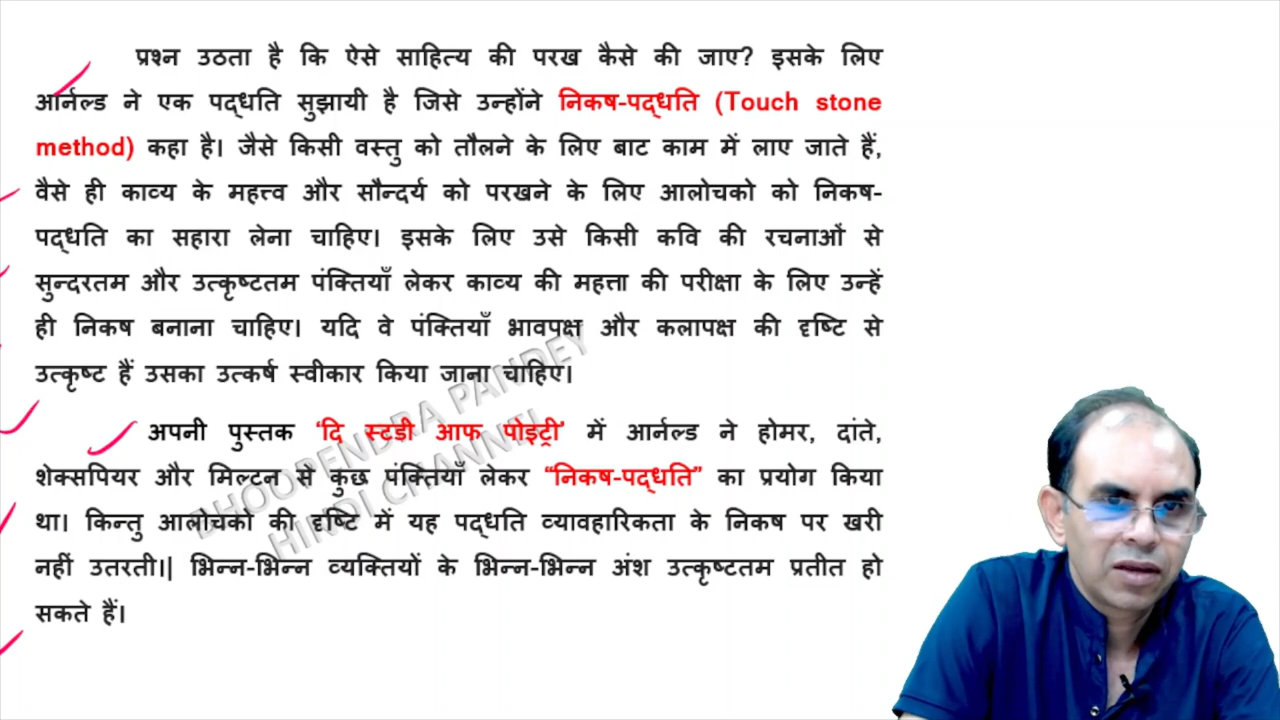 प्रश्न उठता है कि ऐसे साहित्य की परख कैसे की जाए? इसके लिए
आर्नल्ड ने एक पद्धति सुझायी है जिसे उन्होंने निकष-पद्धति (Touch stone
method) कहा है। जैसे किसी वस्तु को तौलने के लिए बाट काम में लाए जाते हैं,
वैसे ही काव्य के महत्त्व और सौन्दर्य को परखने के लिए आलोचको को निकष-
पद्धति का सहारा लेना चाहिए। इसके लिए उसे किसी कवि की रचनाओं से
सुन्दरतम और उत्कृष्टतम पंक्तियाँ लेकर काव्य की महत्ता की परीक्षा के लिए उन्हें
ही निकष बनाना चाहिए। यदि वे पंक्तियाँ भावपक्ष और कलापक्ष की दृष्टि से
उत्कृष्ट हैं उसका उत्कर्ष स्वीकार किया जाना चाहिए।
अपनी पुस्तक ‘दि स्टडी आफ पोइट्री’ में आर्नल्ड ने होमर, दांते,
शेक्सपियर और मिल्टन से कुछ पंक्तियाँ लेकर “निकष-पद्धति” का प्रयोग किया
था। किन्तु आलोचको की दृष्टि में यह पद्धति व्यावहारिकता के निकष पर खरी
नहीं उतरती।| भिन्न-भिन्न व्यक्तियों के भिन्न-भिन्न अंश उत्कृष्टतम प्रतीत हो
सकते हैं।
BHOOPENDRA PANDEY
HINDI CHANNEL